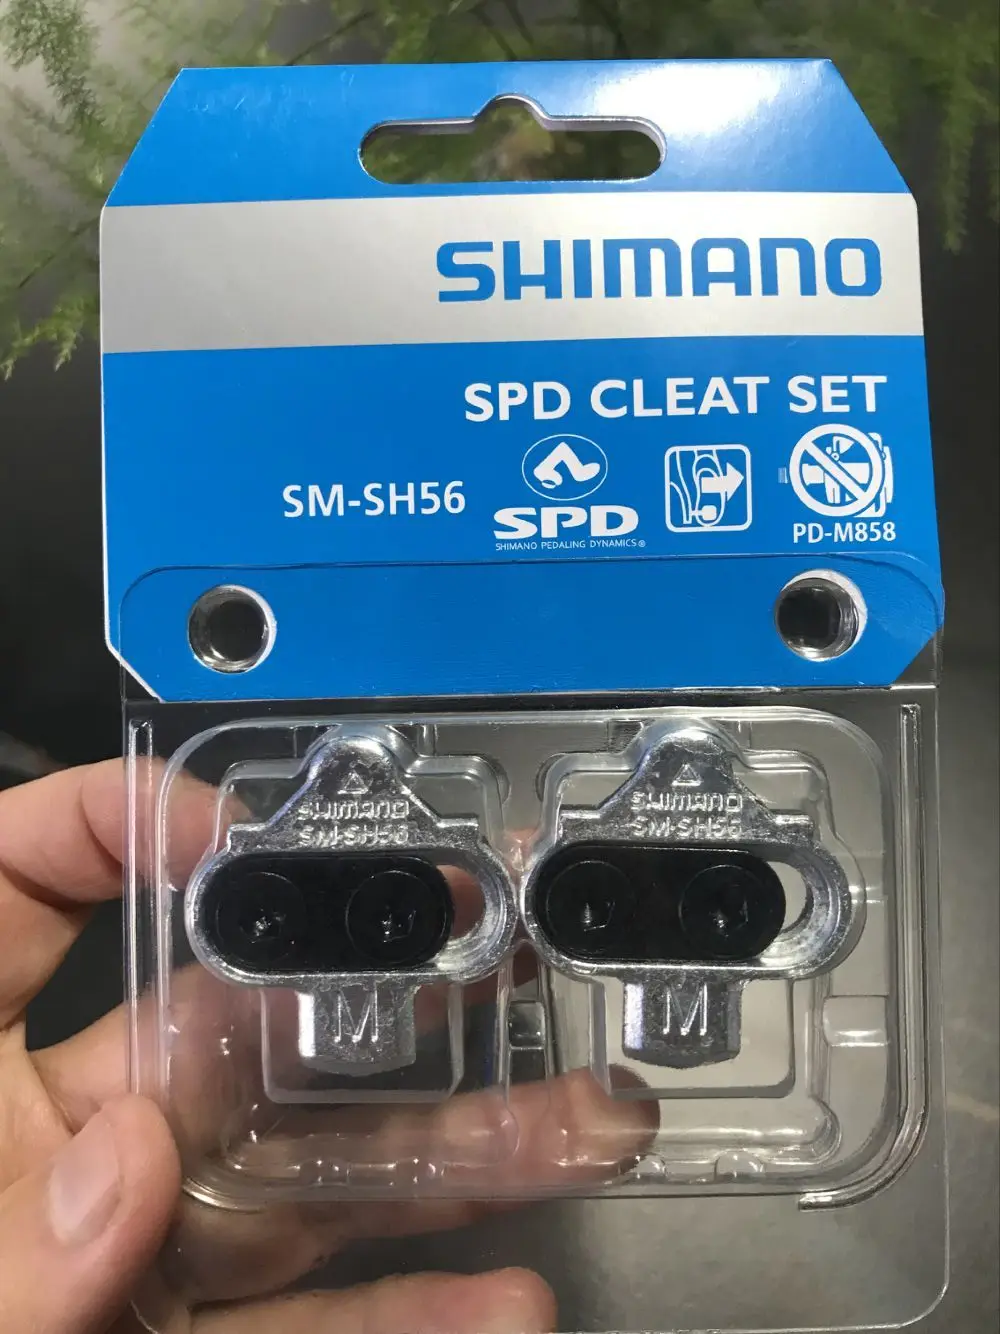 SHIMANO
SPD CLEAT SET
SM-SH56
SPD
SHIMANO PEDALING DYNAMICS®
PD-M858
SHIMANO
SM-SH56
M
SHIMANO
SM-SH56
M